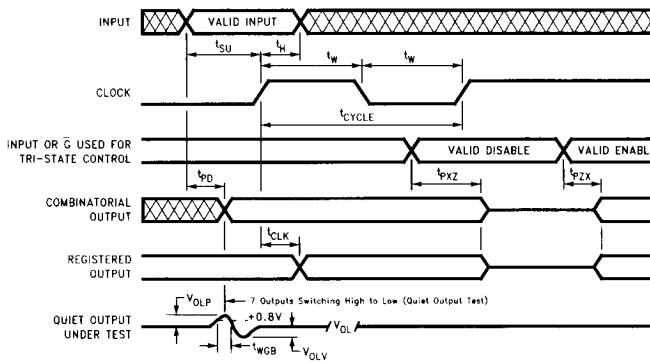 INPUT
VALID INPUT
tSU
tH
tW
tW
CLOCK
tCYCLE
INPUT OR G̅ USED FOR
TRI-STATE CONTROL
VALID DISABLE
VALID ENABL
tPD
tPXZ
tPZX
COMBINATORIAL
OUTPUT
tCLK
REGISTERED
OUTPUT
VOLP
7 Outputs Switching High to Low (Quiet Output Test)
+0.8V
QUIET OUTPUT
UNDER TEST
VOL
tWGB
VOLV